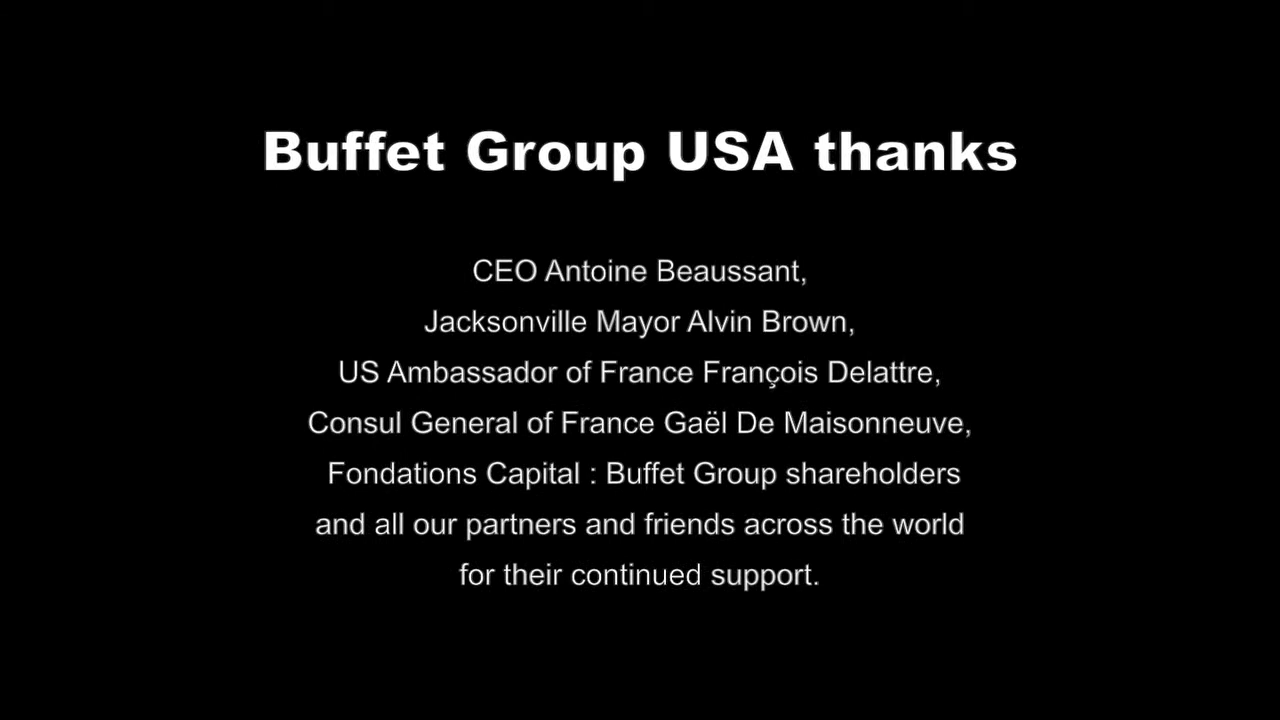 Buffet Group USA thanks
CEO Antoine Beaussant,
Jacksonville Mayor Alvin Brown,
US Ambassador of France François Delattre,
Consul General of France Gaël De Maisonneuve,
Fondations Capital : Buffet Group shareholders
and all our partners and friends across the world
for their continued support.